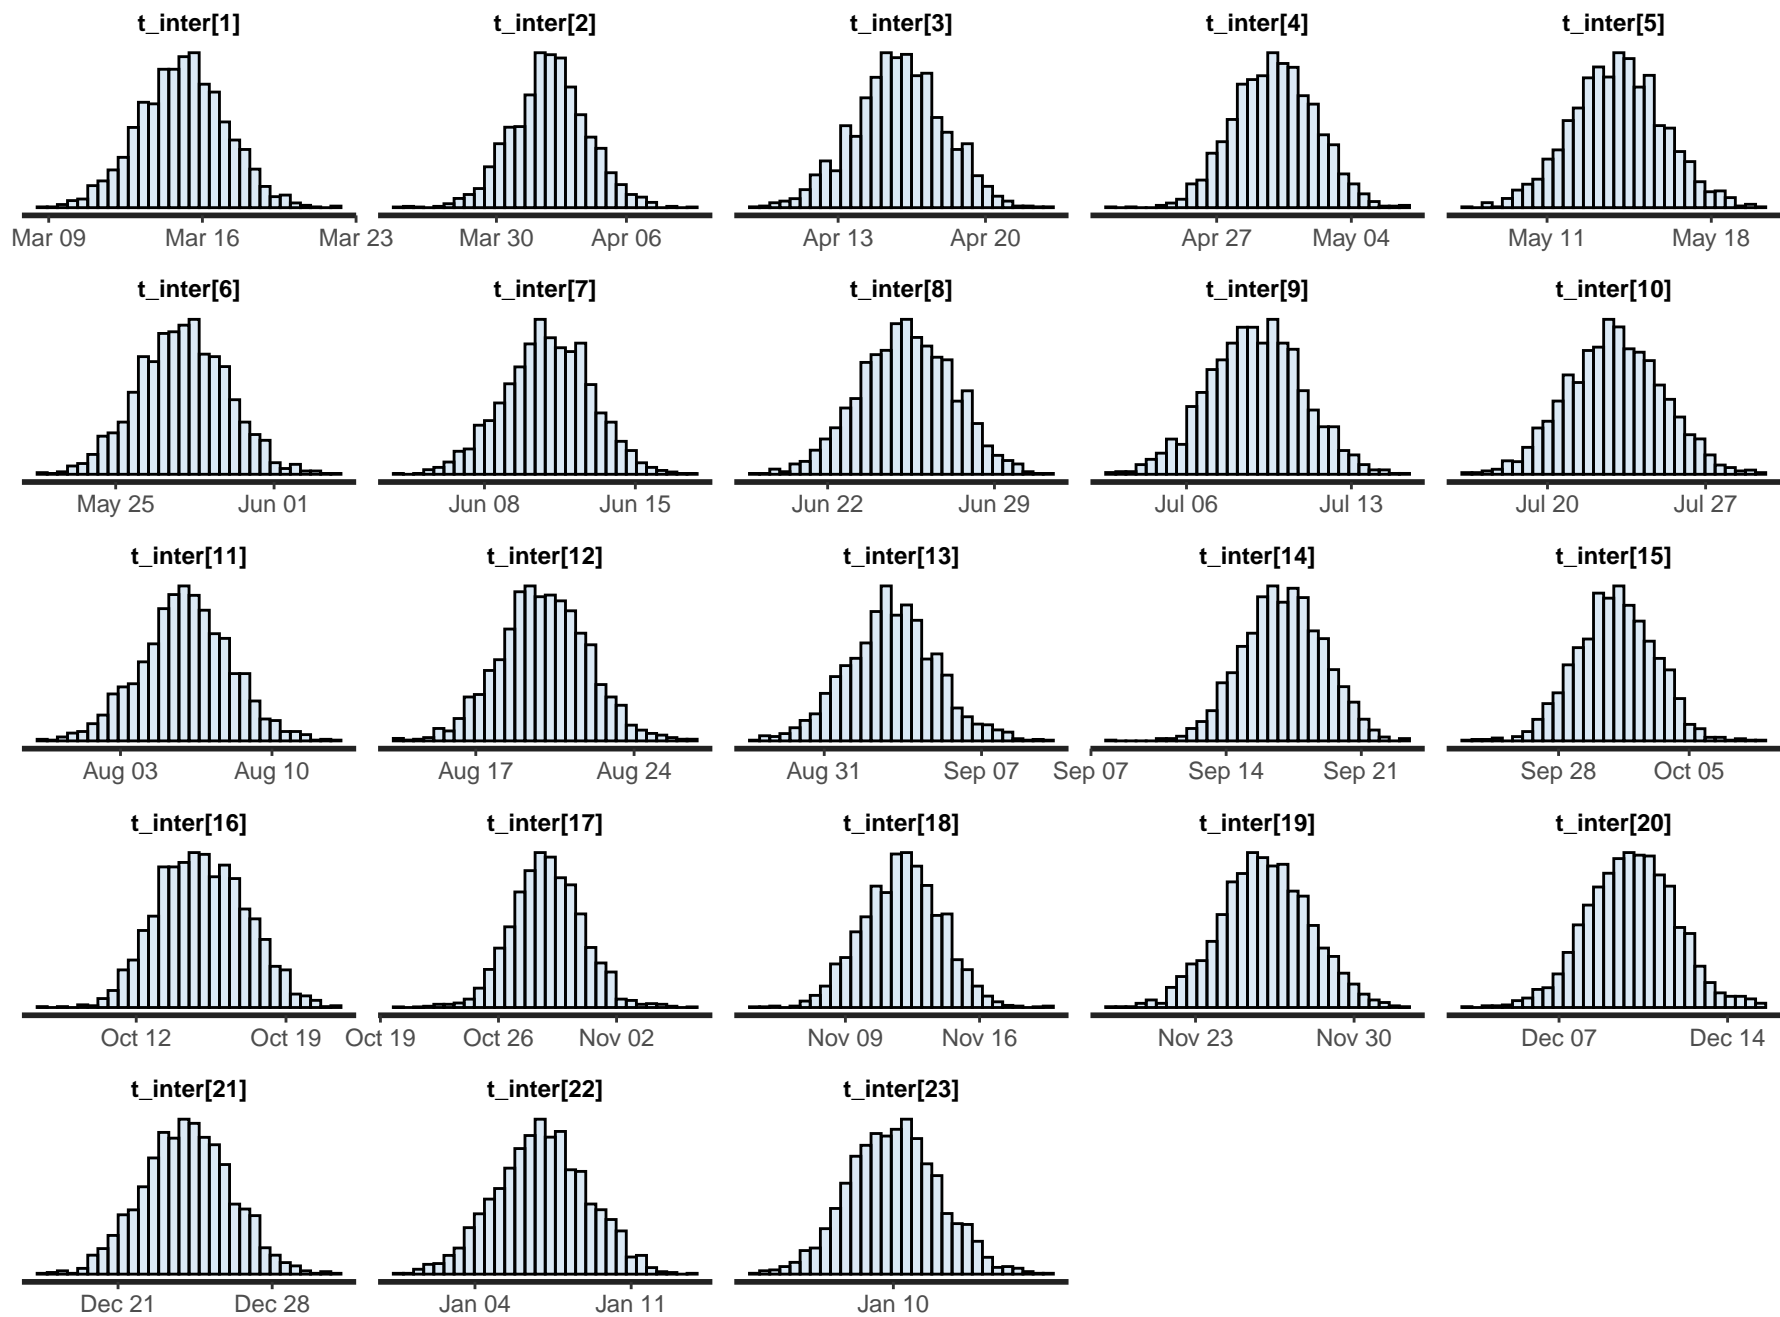 t_inter[1] t_inter[2] t_inter[3] t_inter[4] t_inter[5]
Mar 09 Mar 16 Mar 23 Mar 30 Apr 06 Apr 13 Apr 20 Apr 27 May 04 May 11 May 18
t_inter[6] t_inter[7] t_inter[8] t_inter[9] t_inter[10]
May 25 Jun 01 Jun 08 Jun 15 Jun 22 Jun 29 Jul 06 Jul 13 Jul 20 Jul 27
t_inter[11] t_inter[12] t_inter[13] t_inter[14] t_inter[15]
Aug 03 Aug 10 Aug 17 Aug 24 Aug 31 Sep 07 Sep 07 Sep 14 Sep 21 Sep 28 Oct 05
t_inter[16] t_inter[17] t_inter[18] t_inter[19] t_inter[20]
Oct 12 Oct 19 Oct 19 Oct 26 Nov 02 Nov 09 Nov 16 Nov 23 Nov 30 Dec 07 Dec 14
t_inter[21] t_inter[22] t_inter[23]
Dec 21 Dec 28 Jan 04 Jan 11 Jan 10